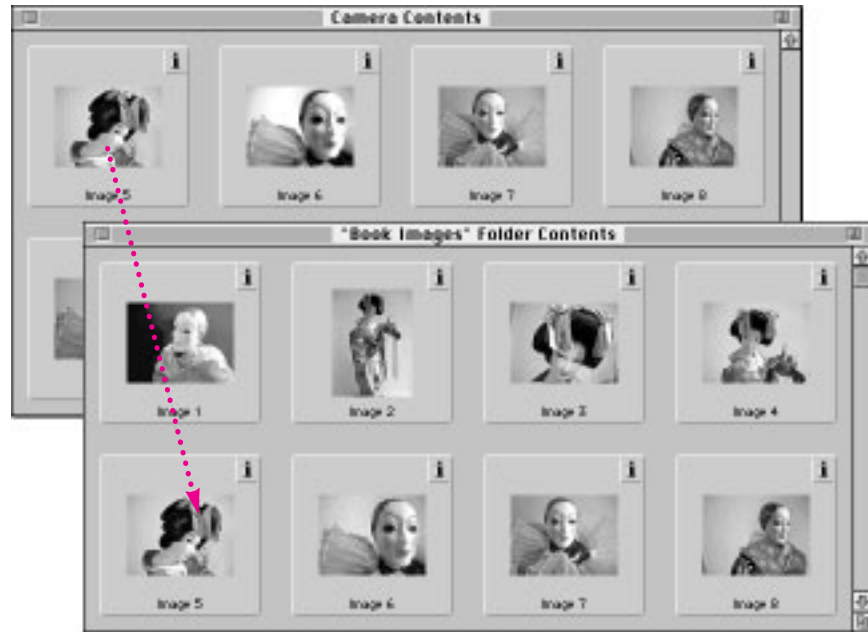 Camera Contents
i i i i
Image 5 Image 6 Image 7 Image 8
"Book Images" Folder Contents
i i i i
Image 1 Image 2 Image 3 Image 4
i i i i
Image 5 Image 6 Image 7 Image 8